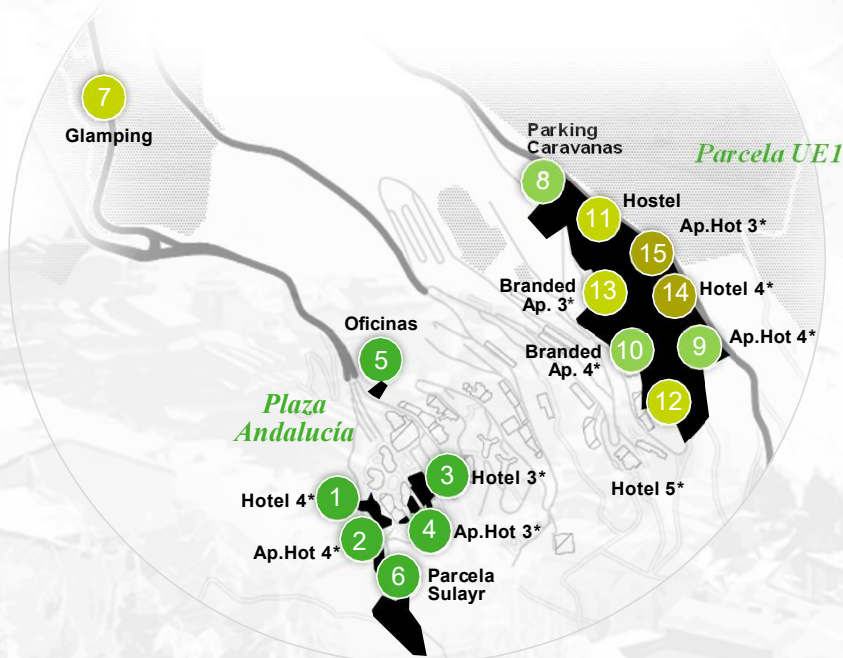 7
Glamping
Parking
Caravanas
Parcela UE1
8
Hostel
11
Ap.Hot 3*
15
Branded
Ap. 3*
13
14
Hotel 4*
Oficinas
5
Branded
Ap. 4*
10
9
Ap.Hot 4*
12
Plaza
Andalucía
Hotel 5*
3
Hotel 3*
Hotel 4*
1
Ap.Hot 4*
2
4
Ap.Hot 3*
6
Parcela
Sulayr